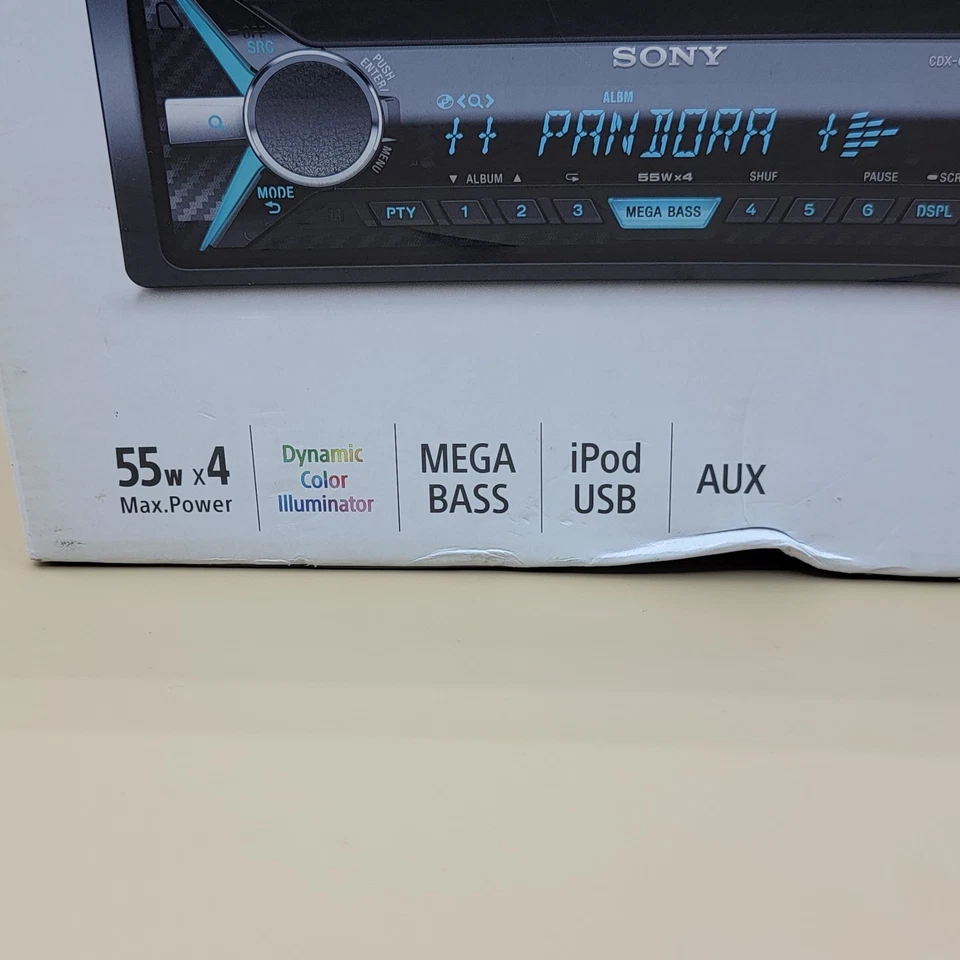 OFF
SRC
PUSH
ENTER/
MENU
MODE
SONY
CDX-
ALBM
PANDORA
▼ ALBUM ▲ 55W×4 SHUF PAUSE SCR
PTY 1 2 3 MEGA BASS 4 5 6 DSPL
55w x4
Max.Power
Dynamic
Color
Illuminator
MEGA
BASS
iPod
USB
AUX